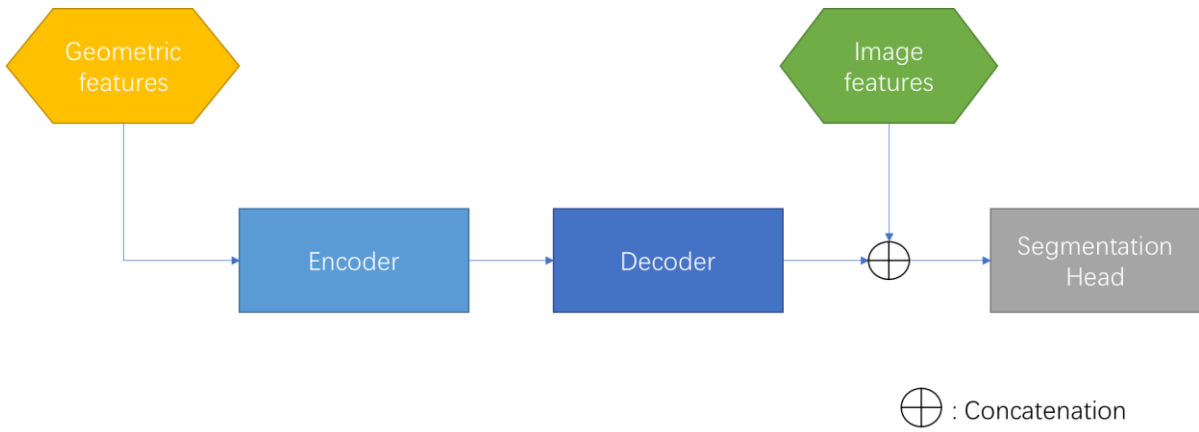 Geometric
features
Image
features
Encoder
Decoder
Segmentation
Head
: Concatenation